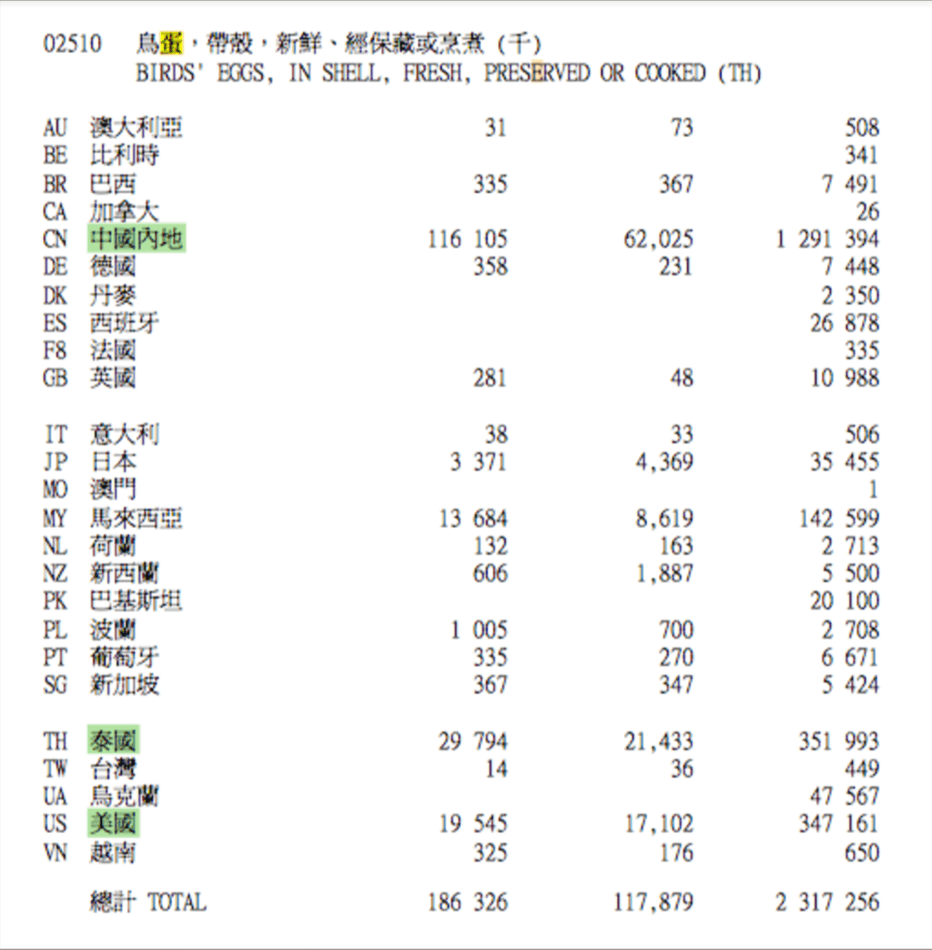 02510 鳥蛋，帶殼，新鮮、經保藏或烹煮 (千)
BIRDS' EGGS, IN SHELL, FRESH, PRESERVED OR COOKED (TH)
AU 澳大利亞 31 73 508
BE 比利時 341
BR 巴西 335 367 7 491
CA 加拿大 26
CN 中國內地 116 105 62,025 1 291 394
DE 德國 358 231 7 448
DK 丹麥 2 350
ES 西班牙 26 878
F8 法國 335
GB 英國 281 48 10 988
IT 意大利 38 33 506
JP 日本 3 371 4,369 35 455
MO 澳門 1
MY 馬來西亞 13 684 8,619 142 599
NL 荷蘭 132 163 2 713
NZ 新西蘭 606 1,887 5 500
PK 巴基斯坦 20 100
PL 波蘭 1 005 700 2 708
PT 葡萄牙 335 270 6 671
SG 新加坡 367 347 5 424
TH 泰國 29 794 21,433 351 993
TW 台灣 14 36 449
UA 烏克蘭 47 567
US 美國 19 545 17,102 347 161
VN 越南 325 176 650
總計 TOTAL 186 326 117,879 2 317 256